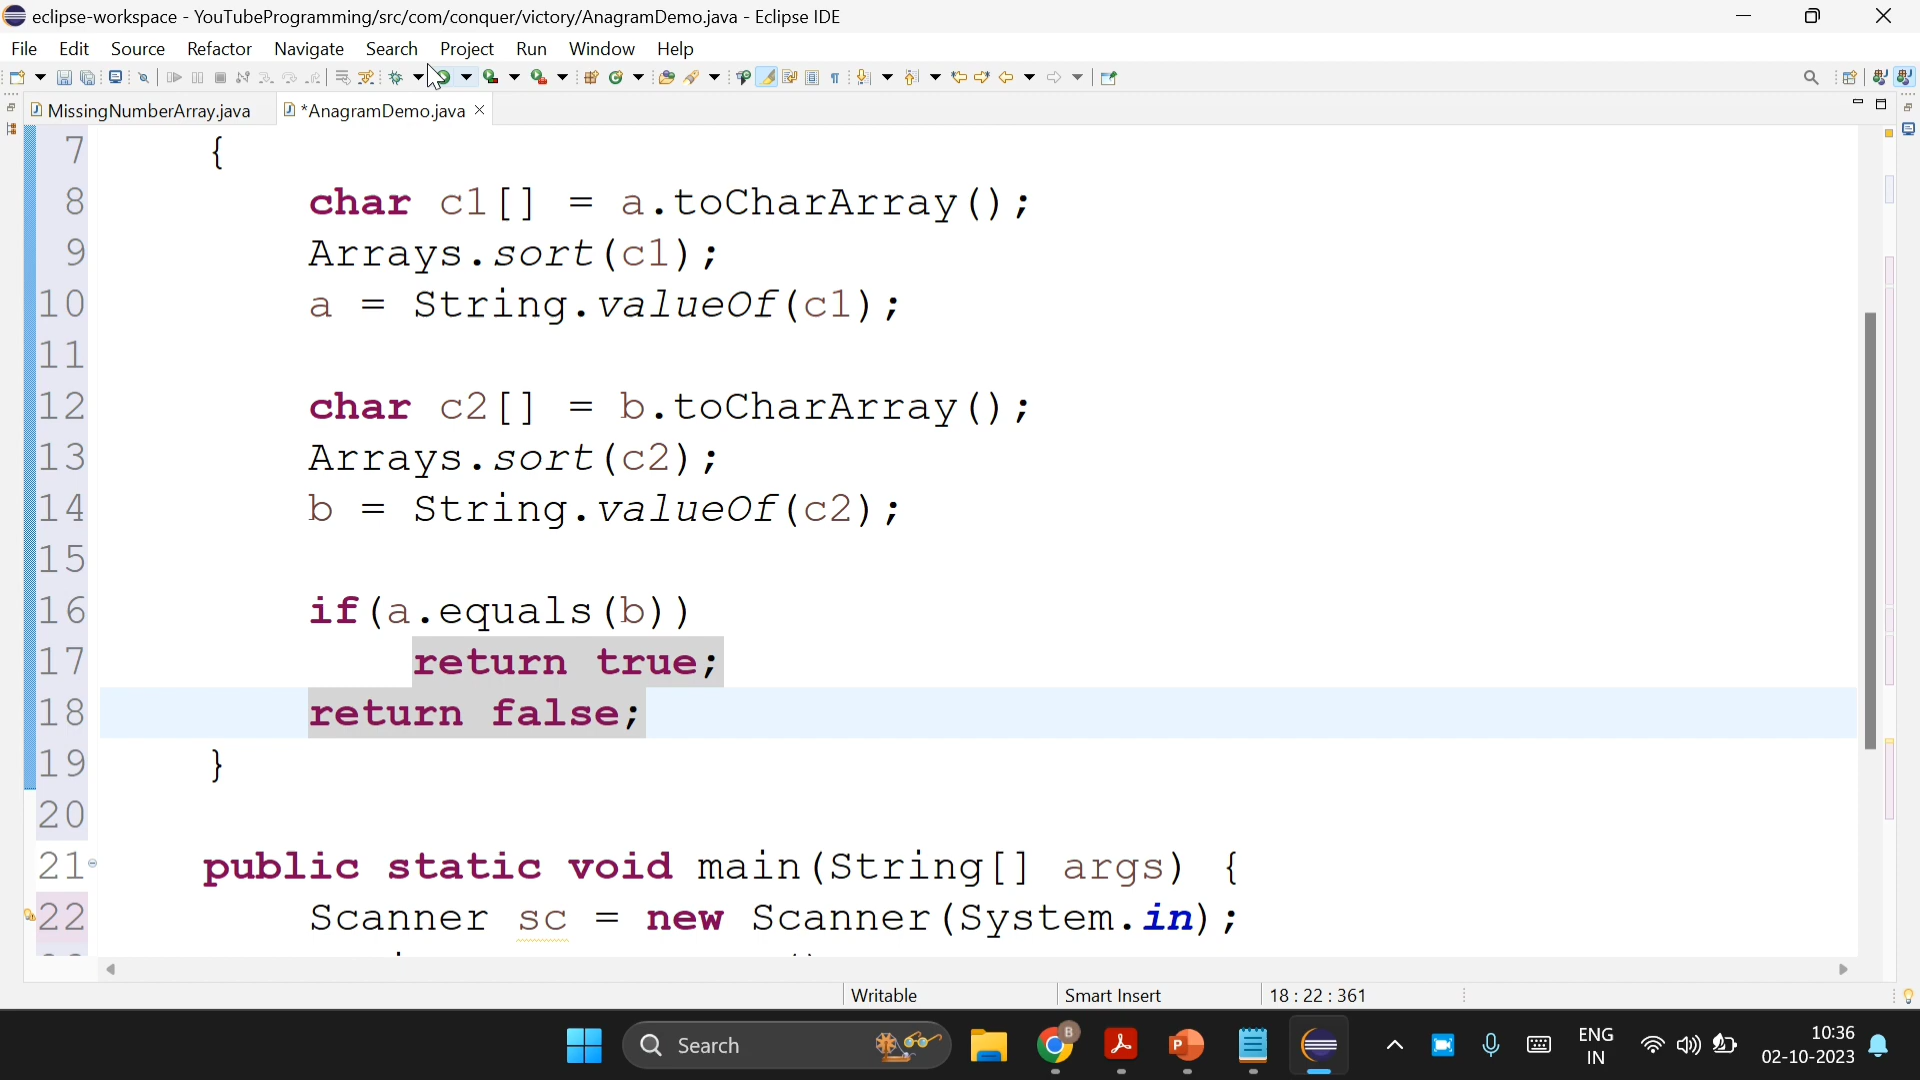 eclipse-workspace - YouTubeProgramming/src/com/conquer/victory/AnagramDemo.java - Eclipse IDE
File Edit Source Refactor Navigate Search Project Run Window Help
MissingNumberArray.java *AnagramDemo.java
7 {
8 char c1[] = a.toCharArray();
9 Arrays.sort(c1);
10 a = String.valueOf(c1);
11
12 char c2[] = b.toCharArray();
13 Arrays.sort(c2);
14 b = String.valueOf(c2);
15
16 if(a.equals(b))
17 return true;
18 return false;
19 }
20
21 public static void main(String[] args) {
22 Scanner sc = new Scanner(System.in);
Writable Smart Insert 18 : 22 : 361
Search B ENG IN 10:36 02-10-2023